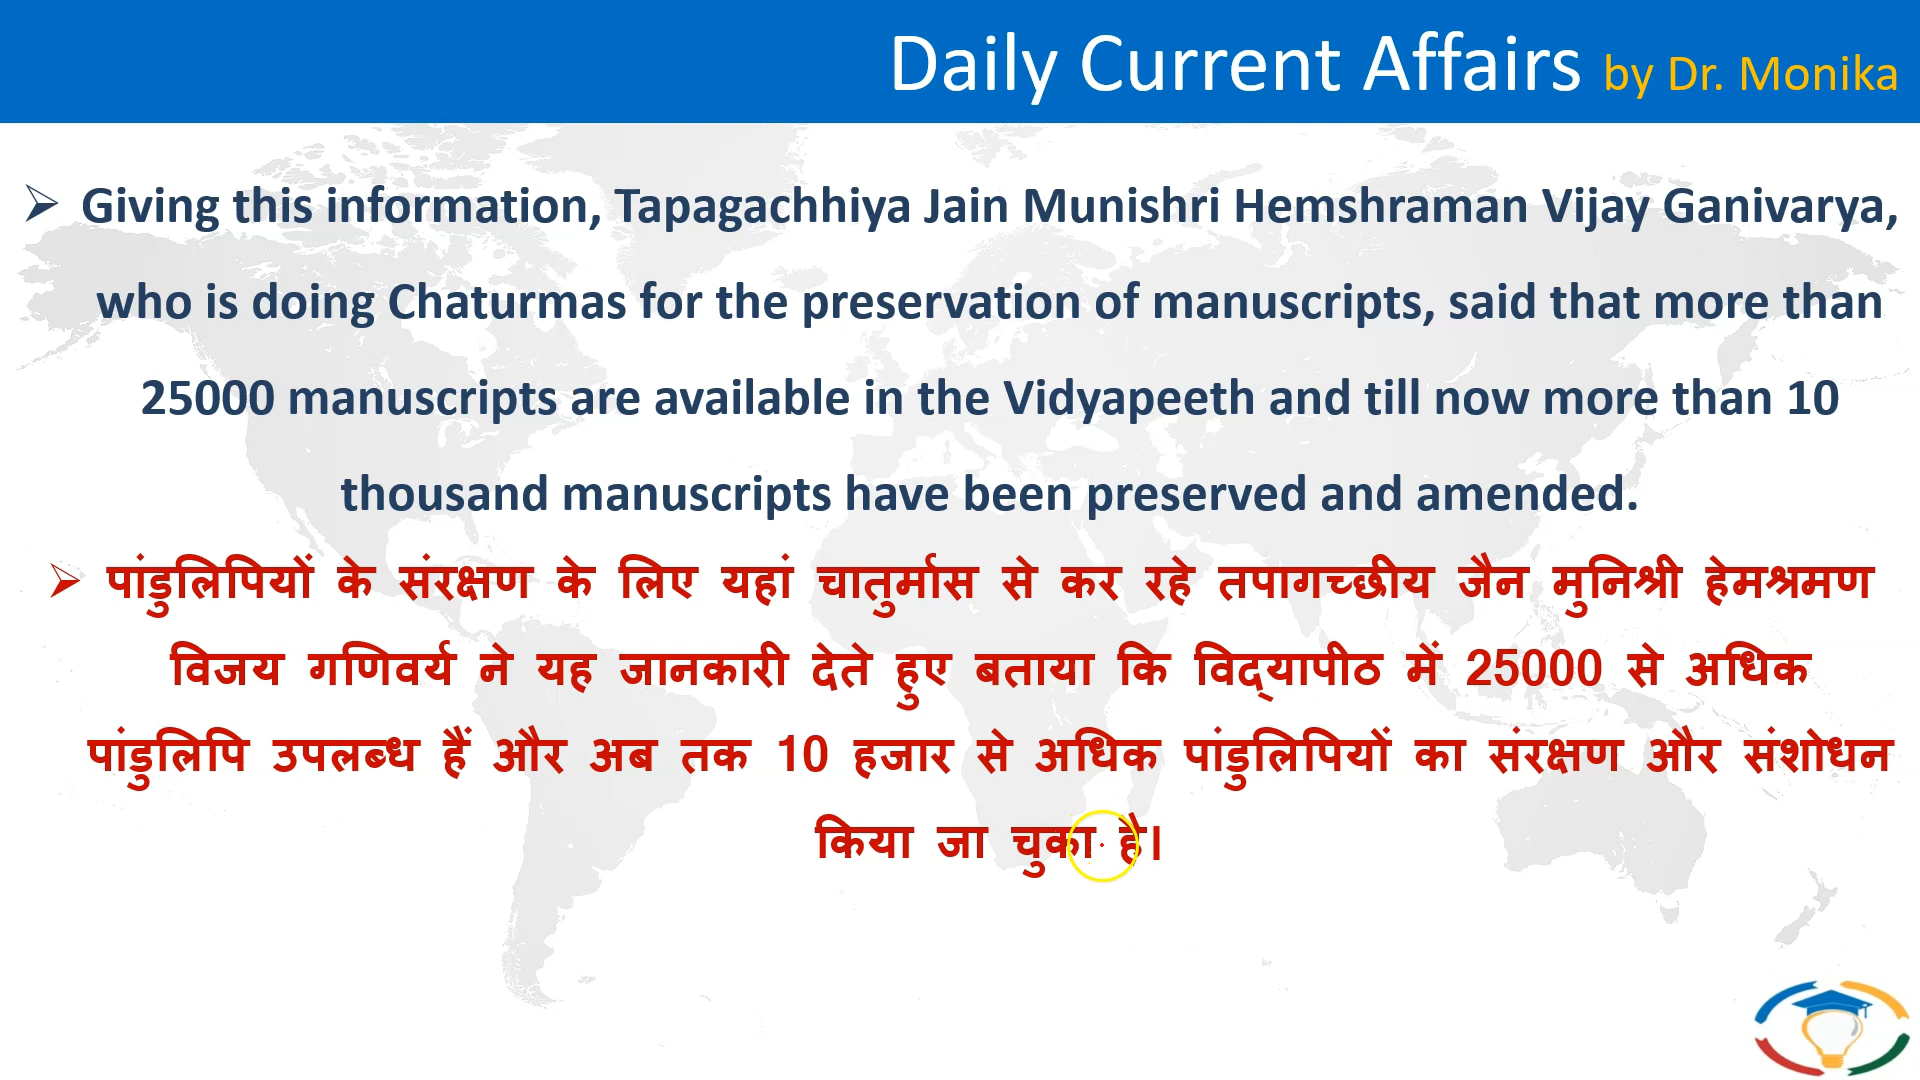 Daily Current Affairs by Dr. Monika
➢ Giving this information, Tapagachhiya Jain Munishri Hemshraman Vijay Ganivarya,
who is doing Chaturmas for the preservation of manuscripts, said that more than
25000 manuscripts are available in the Vidyapeeth and till now more than 10
thousand manuscripts have been preserved and amended.
➢ पांडुलिपियों के संरक्षण के लिए यहां चातुर्मास से कर रहे तपागच्छीय जैन मुनिश्री हेमश्रमण
विजय गणिवर्य ने यह जानकारी देते हुए बताया कि विद्यापीठ में 25000 से अधिक
पांडुलिपि उपलब्ध हैं और अब तक 10 हजार से अधिक पांडुलिपियों का संरक्षण और संशोधन
किया जा चुका है।